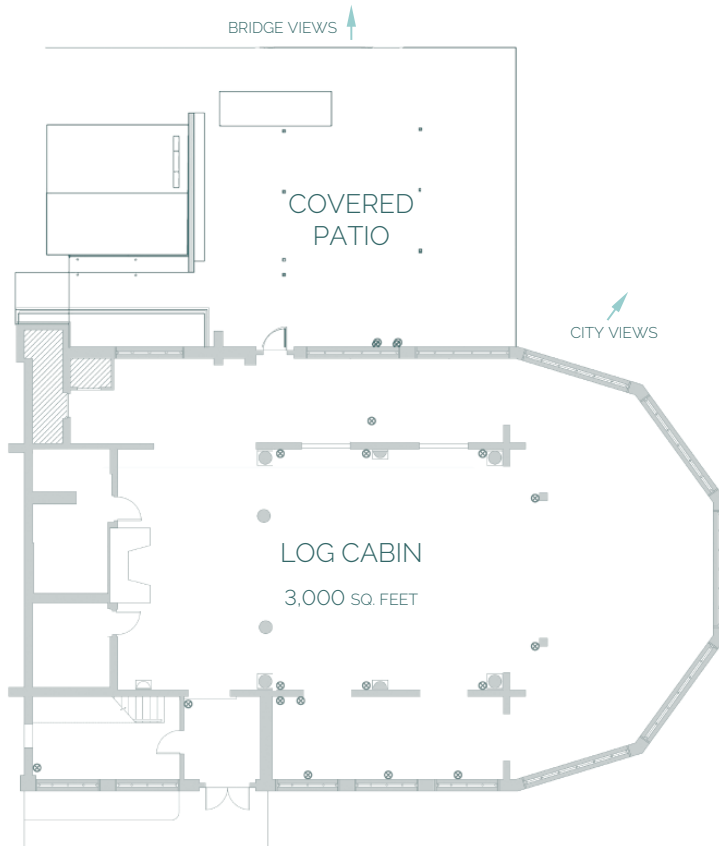 BRIDGE VIEWS
COVERED
PATIO
CITY VIEWS
LOG CABIN
3,000 SQ. FEET